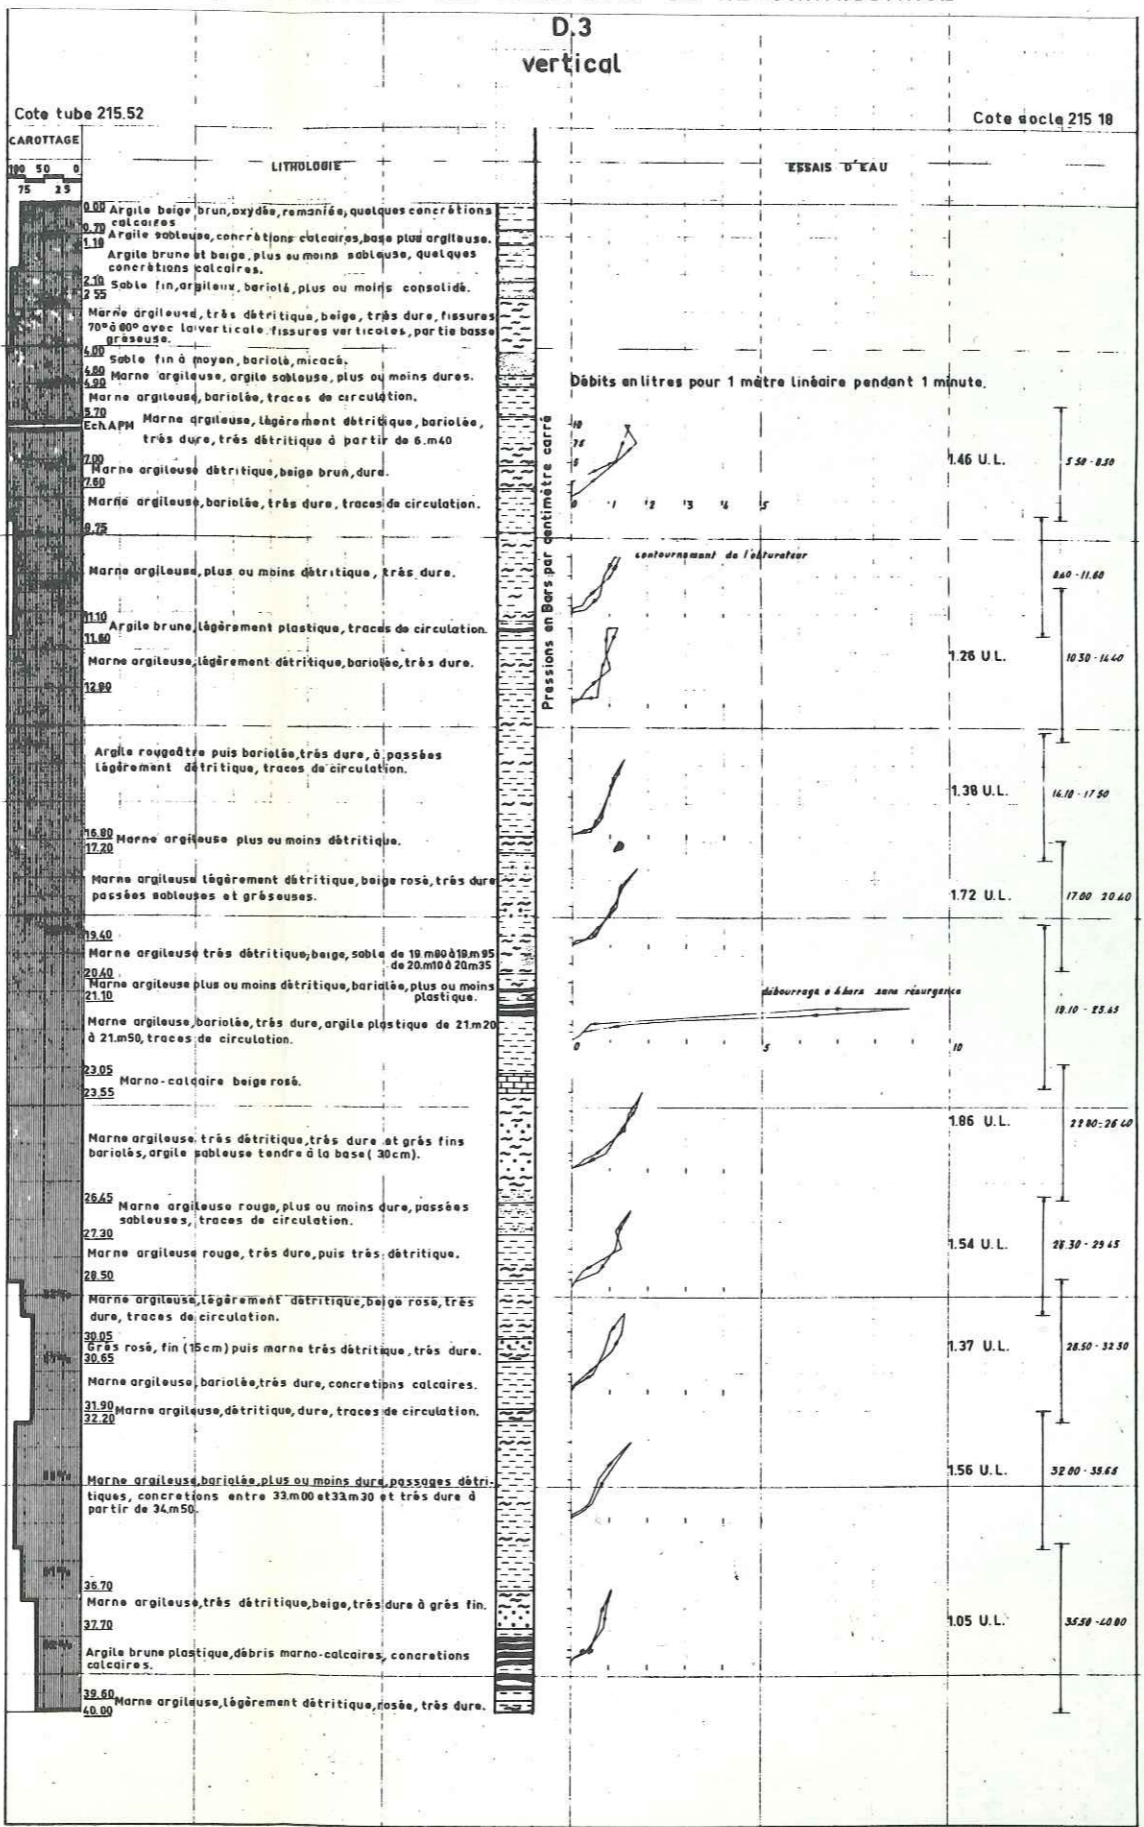 D.3
vertical
Cote tube 215.52
Cote socle 215 18
CAROTTAGE
LITHOLOGIE
ESSAIS D'EAU
100 50 0
75 25
0.00 Argile beige brun, oxydée, remaniée, quelques concrétions
calcaires
0.70
Argile sableuse, concrétions calcaires, base plus argileuse.
1.10
Argile brune et beige, plus ou moins sableuse, quelques
concrétions calcaires.
2.10
Sable fin, argileux, bariolé, plus ou moins consolidé.
2 55
Marne argileuse, très détritique, beige, très dure, fissures
70° à 80° avec la verticale fissures verticales, partie basse
gréseuse.
4.00
Sable fin à moyen, bariolé, micacé.
4.60
Marne argileuse, argile sableuse, plus ou moins dures.
4.90
Marne argileuse, bariolée, traces de circulation.
5.70
Ech. APM Marne argileuse, légèrement détritique, bariolée,
très dure, très détritique à partir de 6.m40
7.00
Marne argileuse détritique, beige brun, dure.
7.60
Marne argileuse, bariolée, très dure, traces de circulation.
8.75
Marne argileuse, plus ou moins détritique, très dure.
11.10
Argile brune, légèrement plastique, traces de circulation.
11.60
Marne argileuse, légèrement détritique, bariolée, très dure.
12.80
Argile rougeâtre puis bariolée, très dure, à passées
légèrement détritique, traces de circulation.
16.80
Marne argileuse plus ou moins détritique.
17.20
Marne argileuse légèrement détritique, beige rosé, très dure
passées sableuses et gréseuses.
19.40
Marne argileuse très détritique, beige, sable de 19 m80 à 19.m95
de 20.m10 à 20.m35
20.40
Marne argileuse plus ou moins détritique, bariolée, plus ou moins
plastique.
21.10
Marne argileuse, bariolée, très dure, argile plastique de 21.m20
à 21.m50, traces de circulation.
23.05
Marno-calcaire beige rosé.
23.55
Marne argileuse très détritique, très dure et grés fins
bariolés, argile sableuse tendre à la base (30cm).
26.45
Marne argileuse rouge, plus ou moins dure, passées
sableuses, traces de circulation.
27.30
Marne argileuse rouge, très dure, puis très détritique.
28.50
Marne argileuse, légèrement détritique, beige rosé, très
dure, traces de circulation.
30.05
Grès rosé, fin (15cm) puis marne très détritique, très dure.
30.65
Marne argileuse, bariolée, très dure, concretions calcaires.
31.90
Marne argileuse, détritique, dure, traces de circulation.
32.20
Marne argileuse, bariolée, plus ou moins dure, passages détri-
tiques, concretions entre 33.m00 et 33.m30 et très dure à
partir de 34.m50.
36.70
Marne argileuse, très détritique, beige, très dure à grés fin.
37.70
Argile brune plastique, débris marno-calcaires, concretions
calcaires.
39.60
Marne argileuse, légèrement détritique, rosée, très dure.
40.00
Pressions en Bars par centimètre carré
Débits en litres pour 1 mètre linéaire pendant 1 minute.
10
7.5
5
0 1 2 3 4 5
1.46 U.L.
5 50 - 8.50
contournement de l'obturateur
8.60 - 11.60
1.26 U.L.
10 30 - 14.40
1.38 U.L.
14.10 - 17 50
1.72 U.L.
17.00 20.40
débourrage à 6 bars sans résurgence
0 5 10
1.86 U.L.
1.54 U.L.
26.30 - 29 45
1.37 U.L.
28.50 - 32 30
1.56 U.L.
32 00 - 35.65
1.05 U.L.
35.50 - 40.00